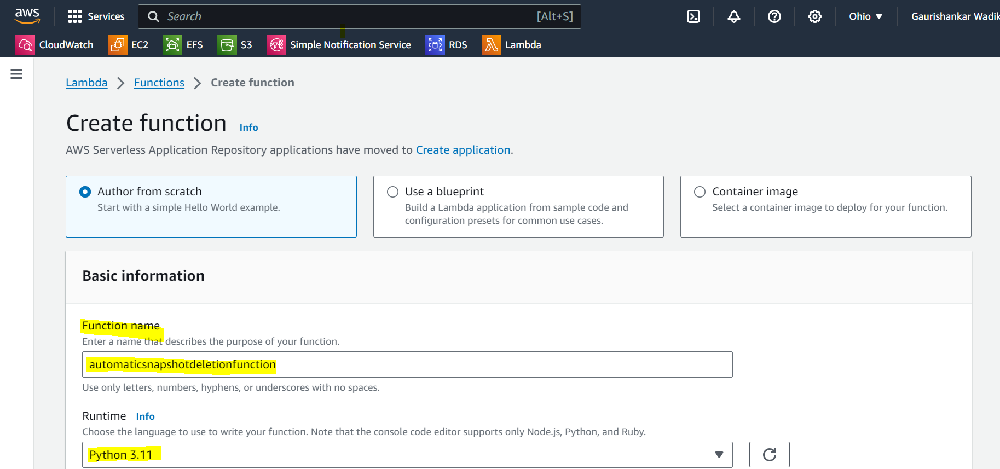 aws Services Search [Alt+S] Ohio Gaurishankar Wadik
CloudWatch EC2 EFS S3 Simple Notification Service RDS Lambda
Lambda Functions Create function
Create function Info
AWS Serverless Application Repository applications have moved to Create application.
Author from scratch
Start with a simple Hello World example.
Use a blueprint
Build a Lambda application from sample code and
configuration presets for common use cases.
Container image
Select a container image to deploy for your function.
Basic information
Function name
Enter a name that describes the purpose of your function.
automaticsnapshotdeletionfunction
Use only letters, numbers, hyphens, or underscores with no spaces.
Runtime Info
Choose the language to use to write your function. Note that the console code editor supports only Node.js, Python, and Ruby.
Python 3.11